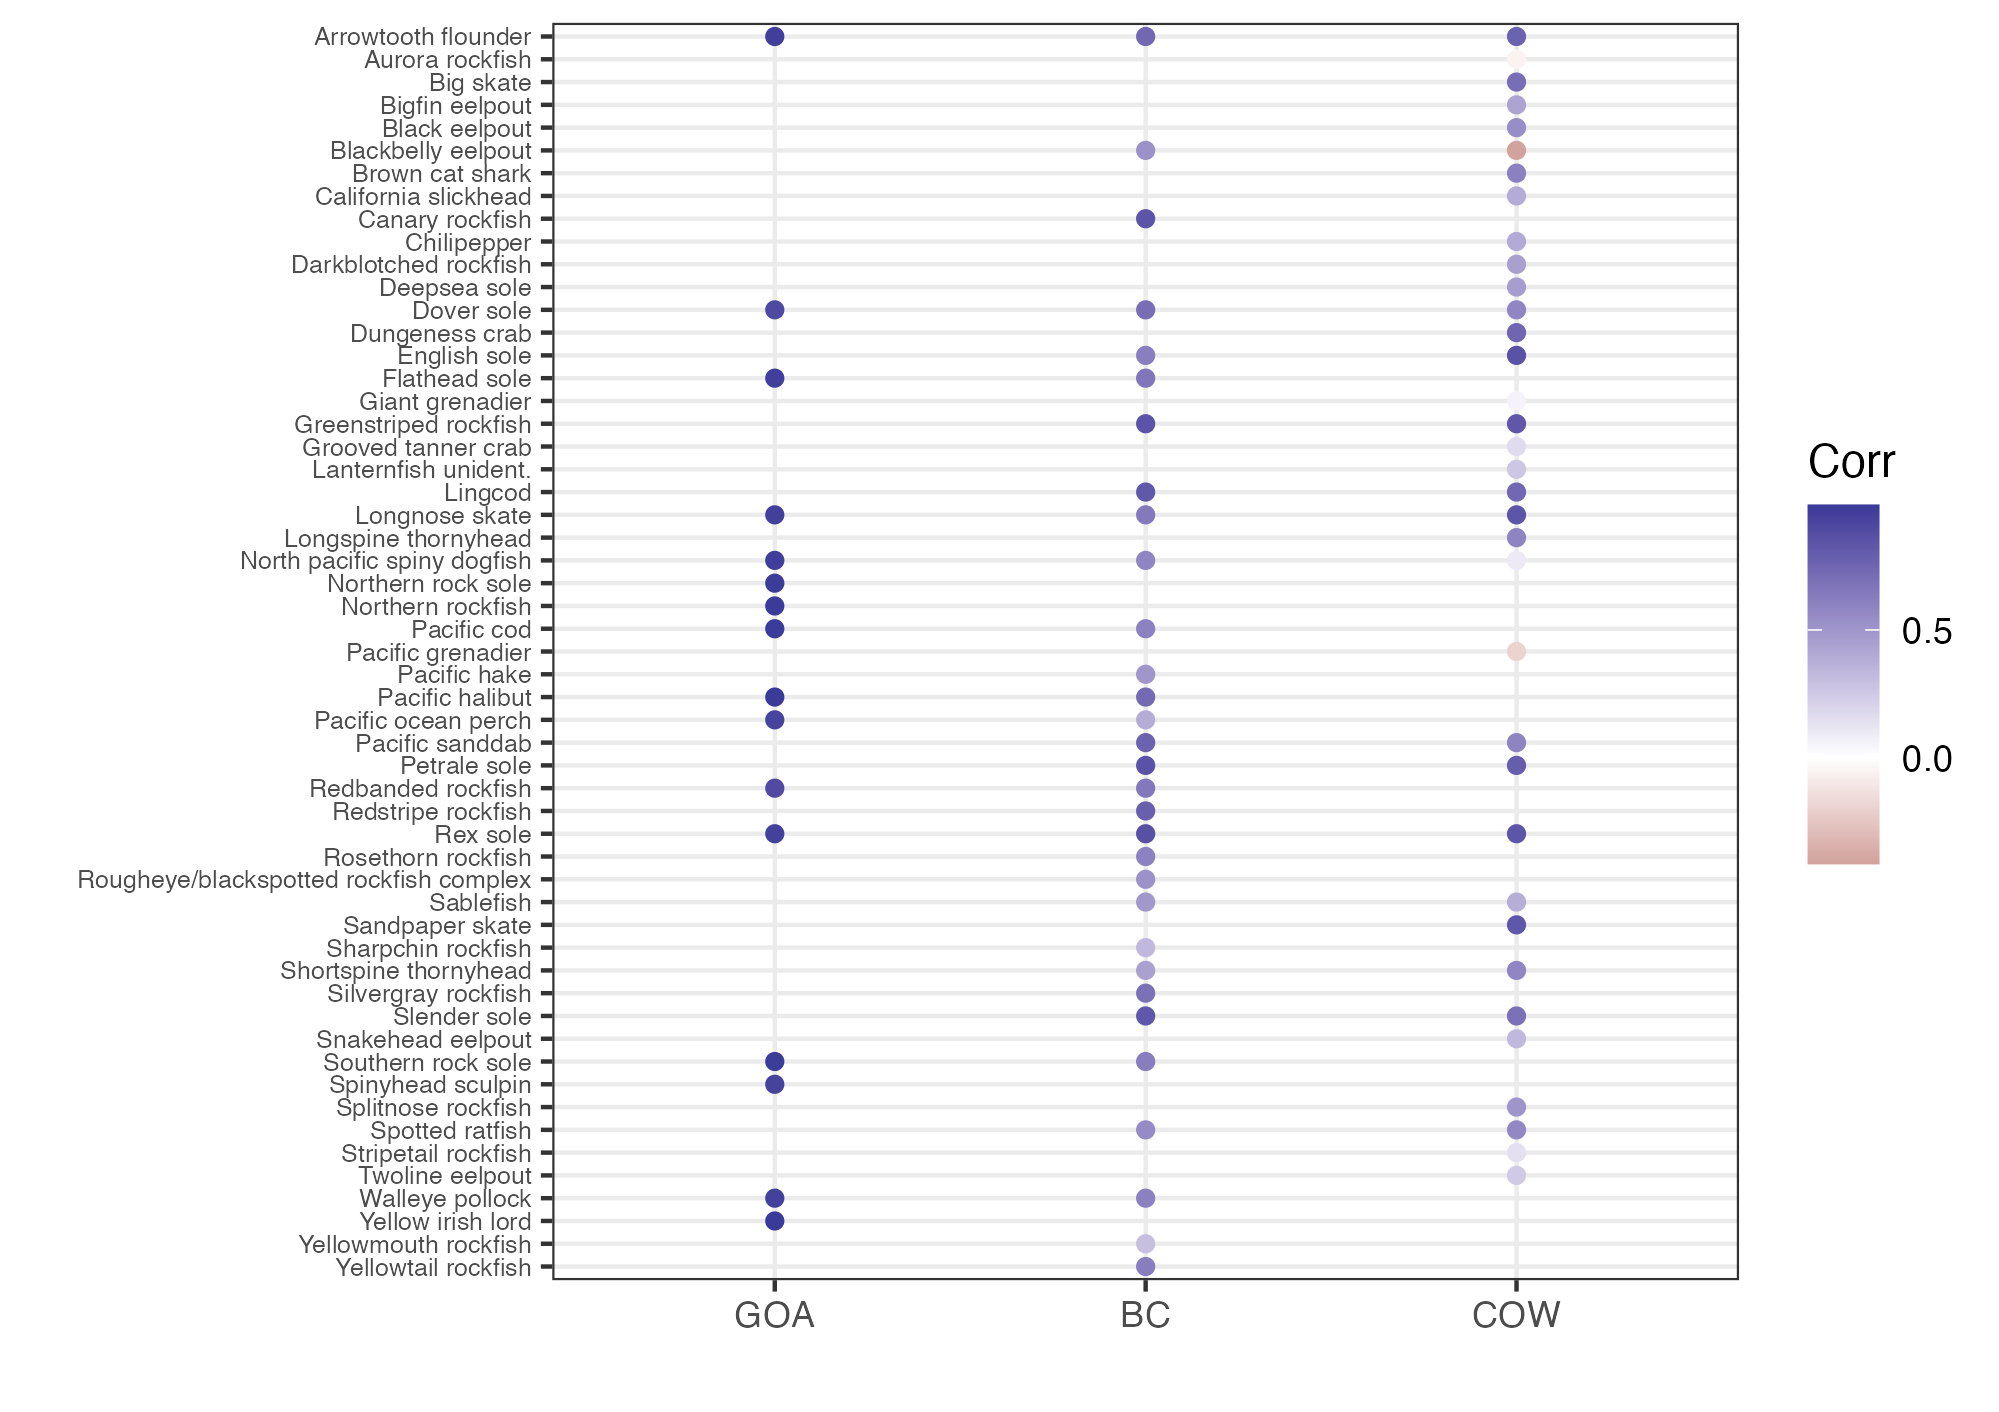 Arrowtooth flounder
Aurora rockfish
Big skate
Bigfin eelpout
Black eelpout
Blackbelly eelpout
Brown cat shark
California slickhead
Canary rockfish
Chilipepper
Darkblotched rockfish
Deepsea sole
Dover sole
Dungeness crab
English sole
Flathead sole
Giant grenadier
Greenstriped rockfish
Grooved tanner crab
Lanternfish unident.
Lingcod
Longnose skate
Longspine thornyhead
North pacific spiny dogfish
Northern rock sole
Northern rockfish
Pacific cod
Pacific grenadier
Pacific hake
Pacific halibut
Pacific ocean perch
Pacific sanddab
Petrale sole
Redbanded rockfish
Redstripe rockfish
Rex sole
Rosethorn rockfish
Rougheye/blackspotted rockfish complex
Sablefish
Sandpaper skate
Sharpchin rockfish
Shortspine thornyhead
Silvergray rockfish
Slender sole
Snakehead eelpout
Southern rock sole
Spinyhead sculpin
Splitnose rockfish
Spotted ratfish
Stripetail rockfish
Twoline eelpout
Walleye pollock
Yellow irish lord
Yellowmouth rockfish
Yellowtail rockfish
GOA
BC
COW
Corr
0.5
0.0